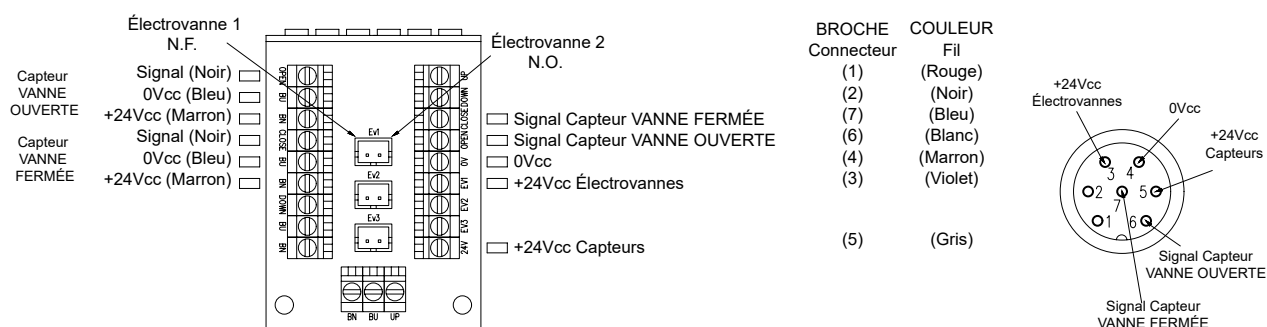 Électrovanne 1
N.F.
Électrovanne 2
N.O.
Capteur
VANNE
OUVERTE
Signal (Noir)
0Vcc (Bleu)
+24Vcc (Marron)
Capteur
VANNE
FERMÉE
Signal (Noir)
0Vcc (Bleu)
+24Vcc (Marron)
OPEN
BU
BN
CLOSE
BU
BN
DOWN
BU
BN
Ev1
Ev2
Ev3
BN BU UP
UP
DOWN
CLOSE
OPEN
0V
EV1
EV2
EV3
24V
Signal Capteur VANNE FERMÉE
Signal Capteur VANNE OUVERTE
0Vcc
+24Vcc Électrovannes
+24Vcc Capteurs
BROCHE COULEUR
Connecteur Fil
(1) (Rouge)
(2) (Noir)
(7) (Bleu)
(6) (Blanc)
(4) (Marron)
(3) (Violet)
(5) (Gris)
+24Vcc
Électrovannes
0Vcc
+24Vcc
Capteurs
3 4
2 5
7
1 6
Signal Capteur
VANNE OUVERTE
Signal Capteur
VANNE FERMÉE